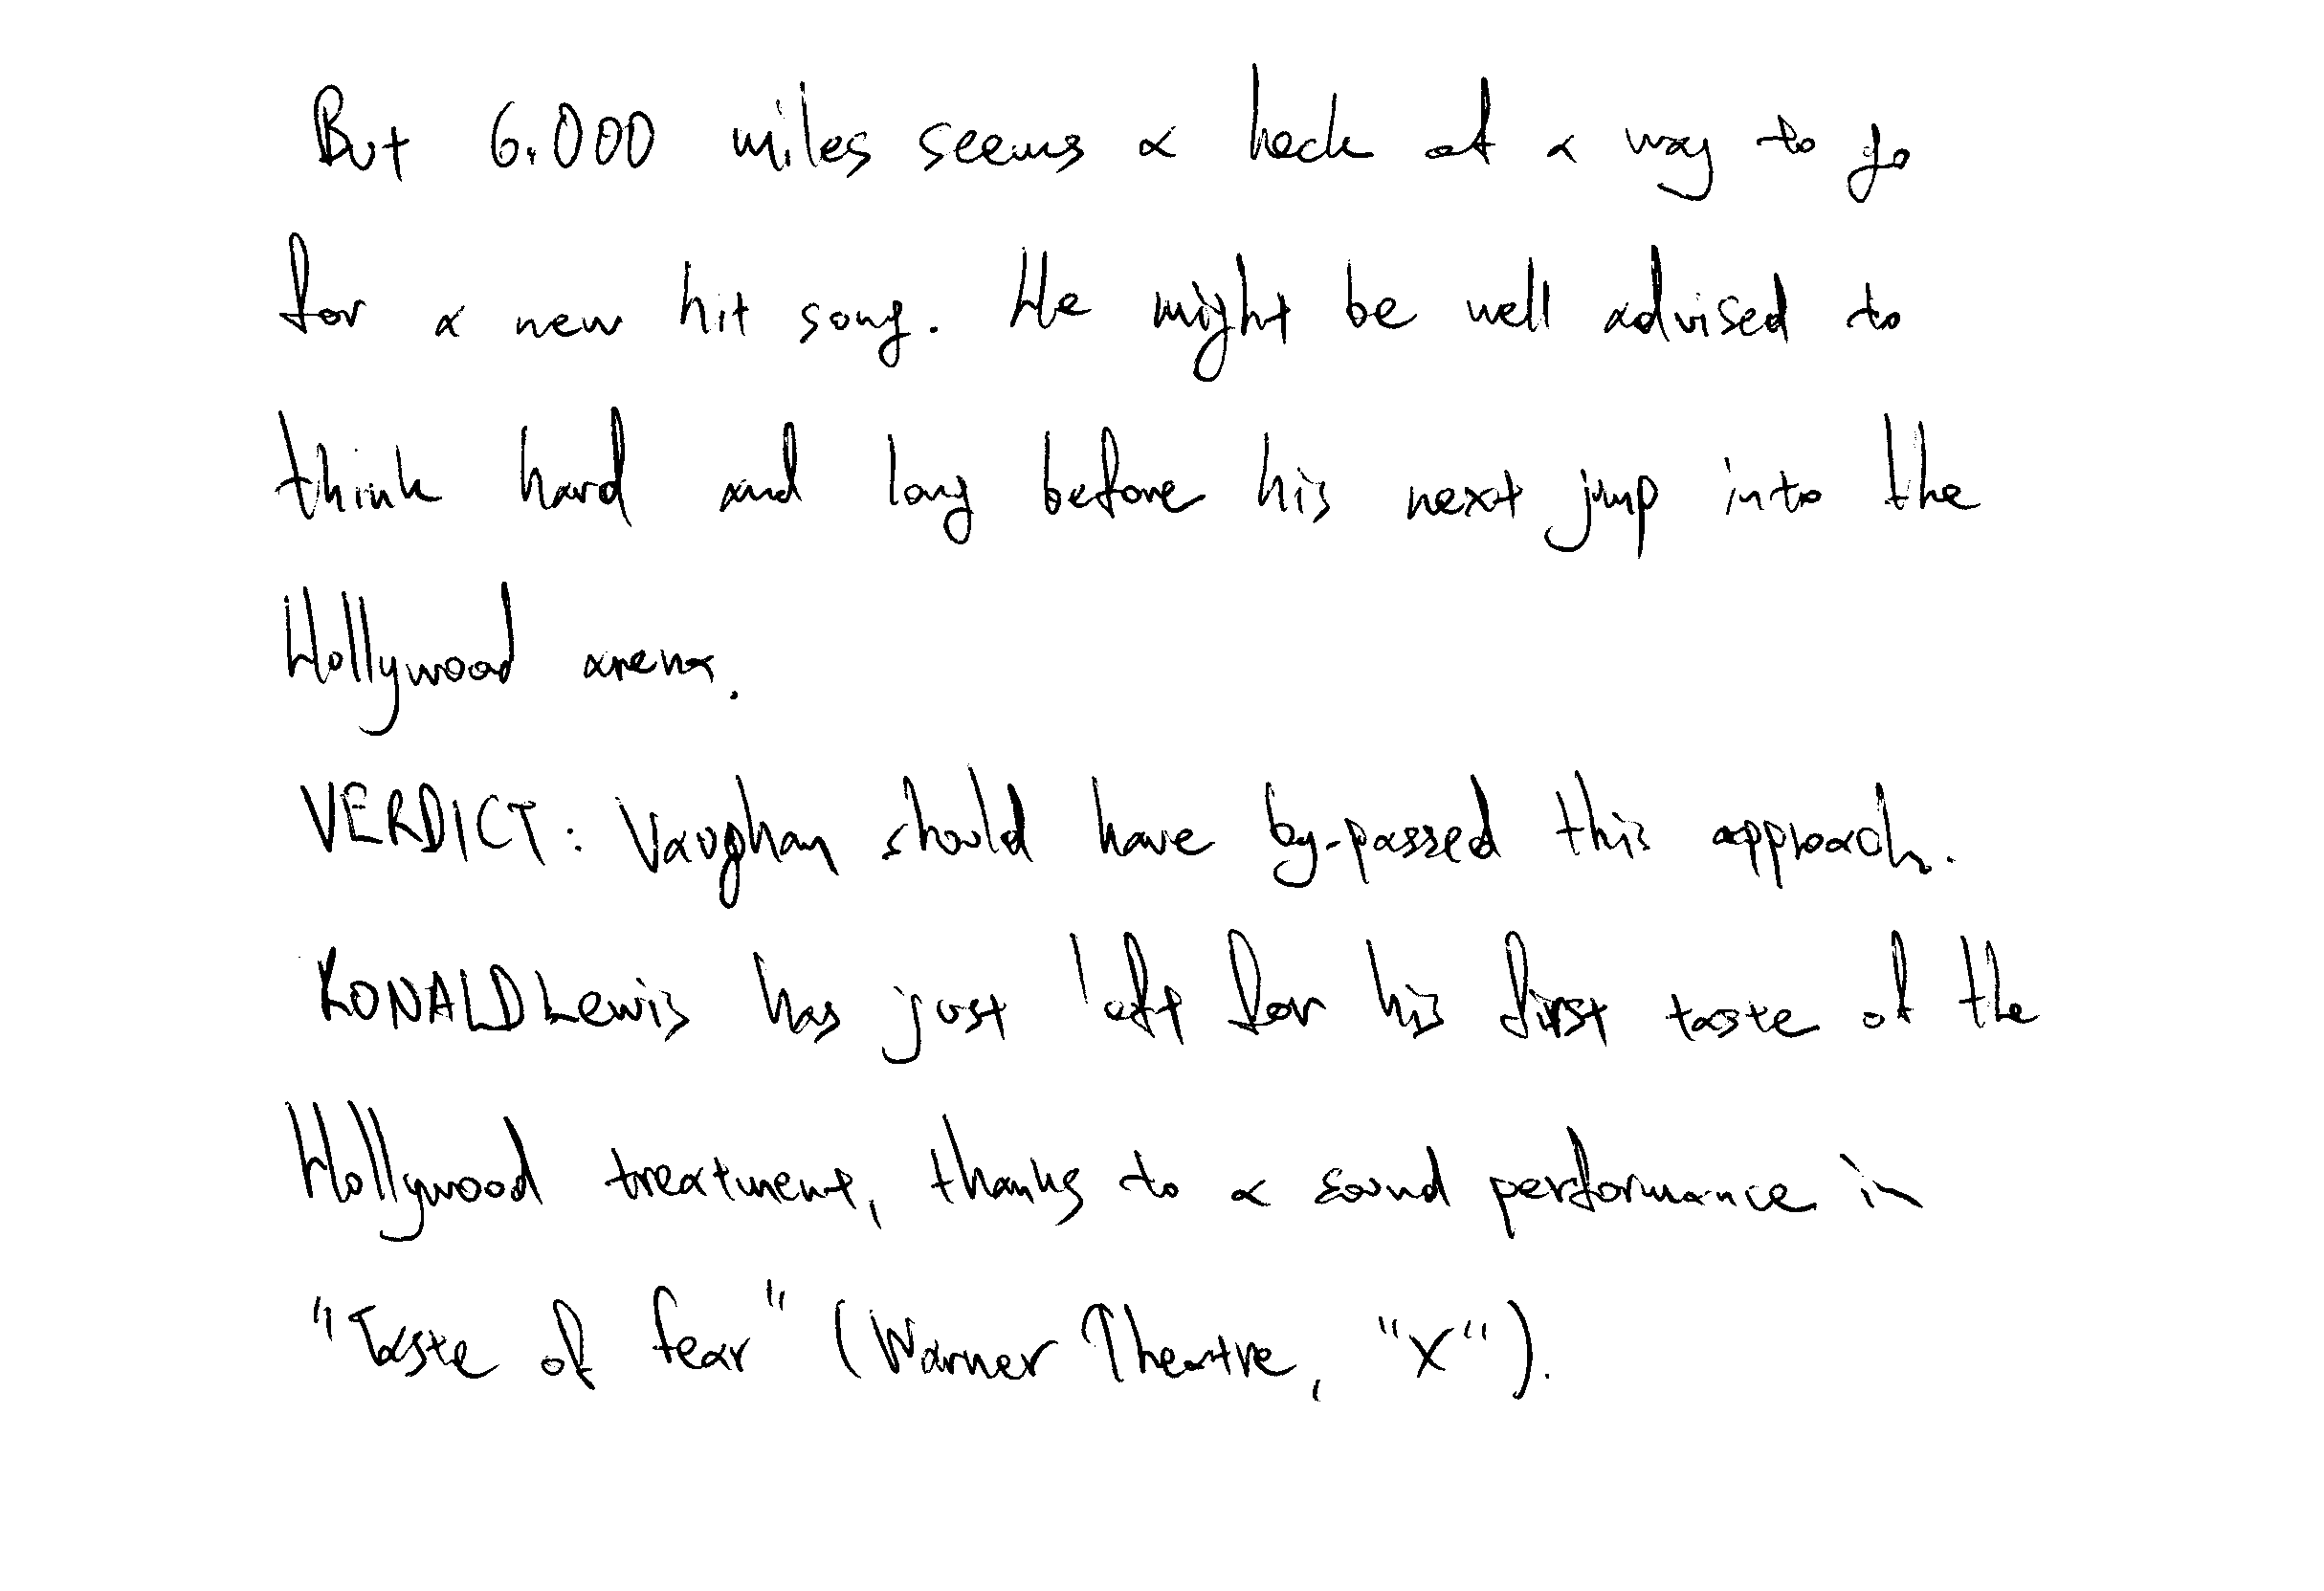 But 6.000 miles seems a heck of a way to go
for a new hit song. He might be well advised to
think hard and long before his next jump into the
Hollywood arena.
VERDICT: Vaughan should have by-passed this approach.
RONALD Lewis has just left for his first taste of the
Hollywood treatment, thanks to a sound performance in
"Taste of fear" (Warner Theatre, "X").